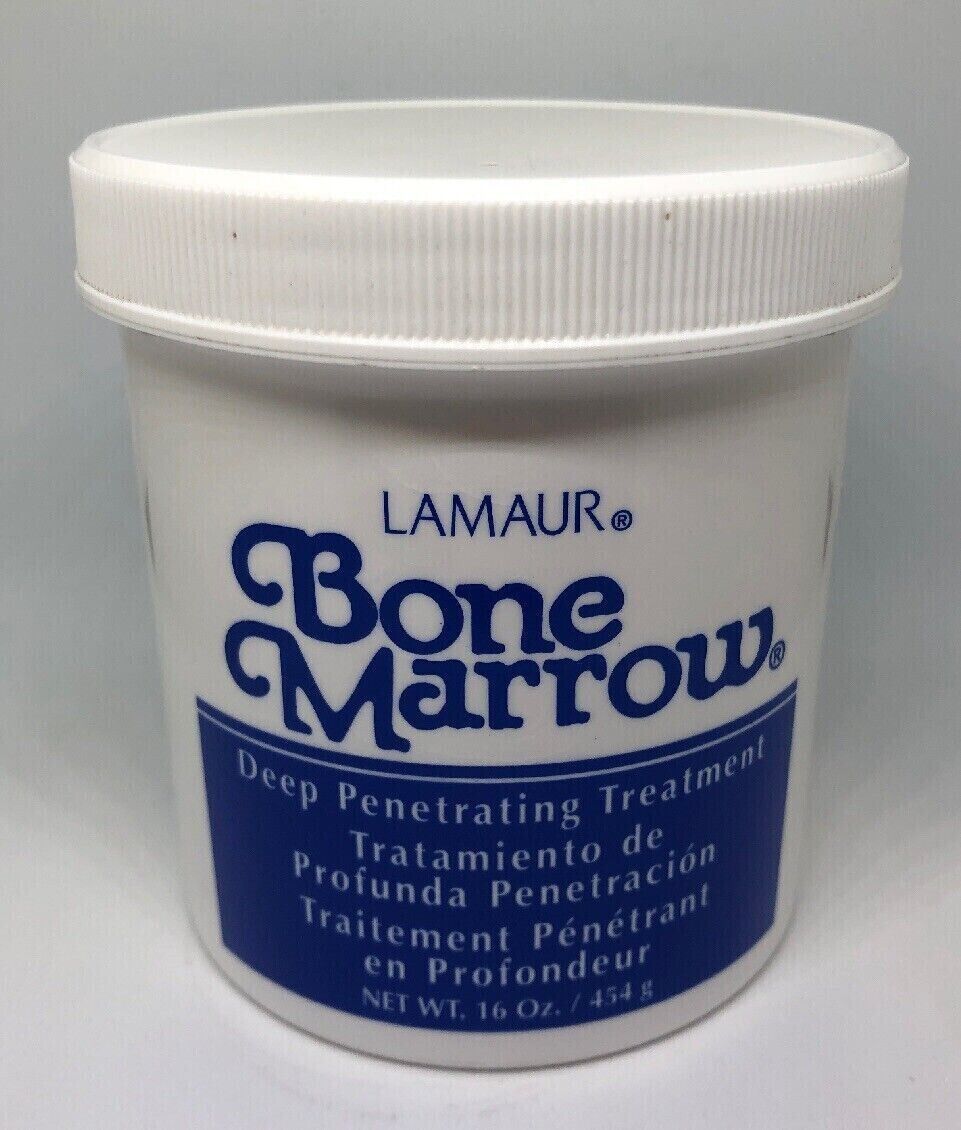 LAMAUR®
Bone
Marrow®
Deep Penetrating Treatment
Tratamiento de
Profunda Penetración
Traitement Pénétrant
en Profondeur
NET WT. 16 Oz. / 454 g